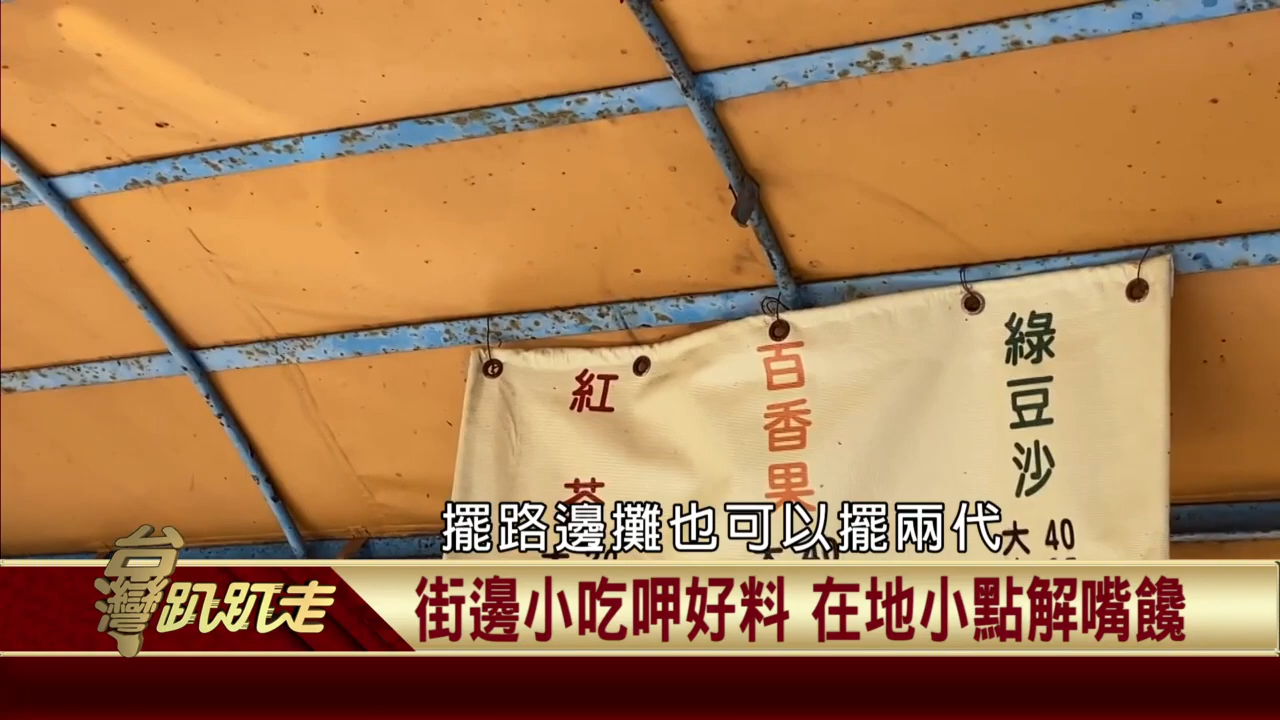 紅茶
百香果
綠豆沙
大 40
擺路邊攤也可以擺兩代
台灣趴趴走
街邊小吃呷好料 在地小點解嘴饞